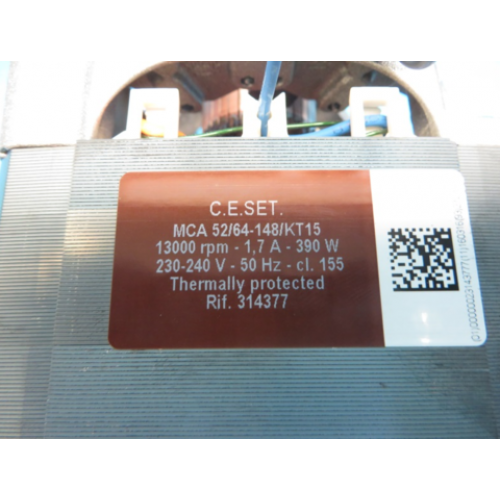 C.E.SET.
MCA 52/64-148/KT15
13000 rpm - 1,7 A - 390 W
230-240 V - 50 Hz - cl. 155
Thermally protected
Rif. 314377